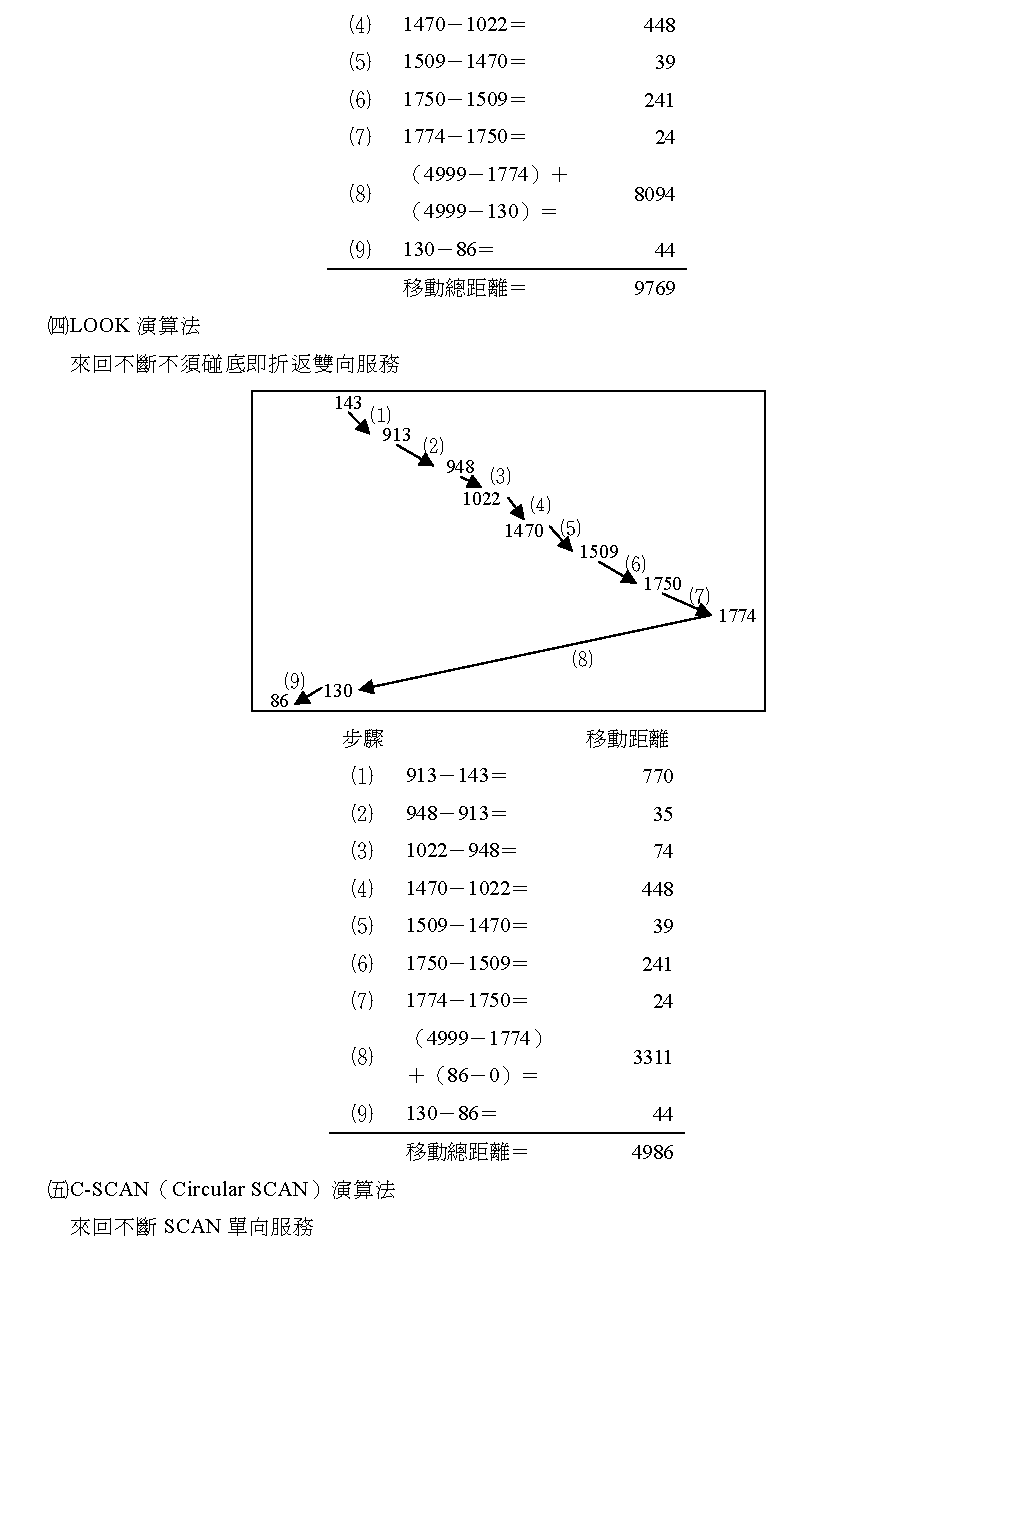 ⑷ 1470－1022＝ 448
⑸ 1509－1470＝ 39
⑹ 1750－1509＝ 241
⑺ 1774－1750＝ 24
⑻ （4999－1774）＋
（4999－130）＝ 8094
⑼ 130－86＝ 44
移動總距離＝ 9769
㈣LOOK 演算法
來回不斷不須碰底即折返雙向服務
143
⑴
913
⑵
948
⑶
1022
⑷
1470
⑸
1509
⑹
1750
⑺
1774
⑻
⑼
130
86
步驟 移動距離
⑴ 913－143＝ 770
⑵ 948－913＝ 35
⑶ 1022－948＝ 74
⑷ 1470－1022＝ 448
⑸ 1509－1470＝ 39
⑹ 1750－1509＝ 241
⑺ 1774－1750＝ 24
⑻ （4999－1774）
＋（86－0）＝ 3311
⑼ 130－86＝ 44
移動總距離＝ 4986
㈤C-SCAN（Circular SCAN）演算法
來回不斷 SCAN 單向服務